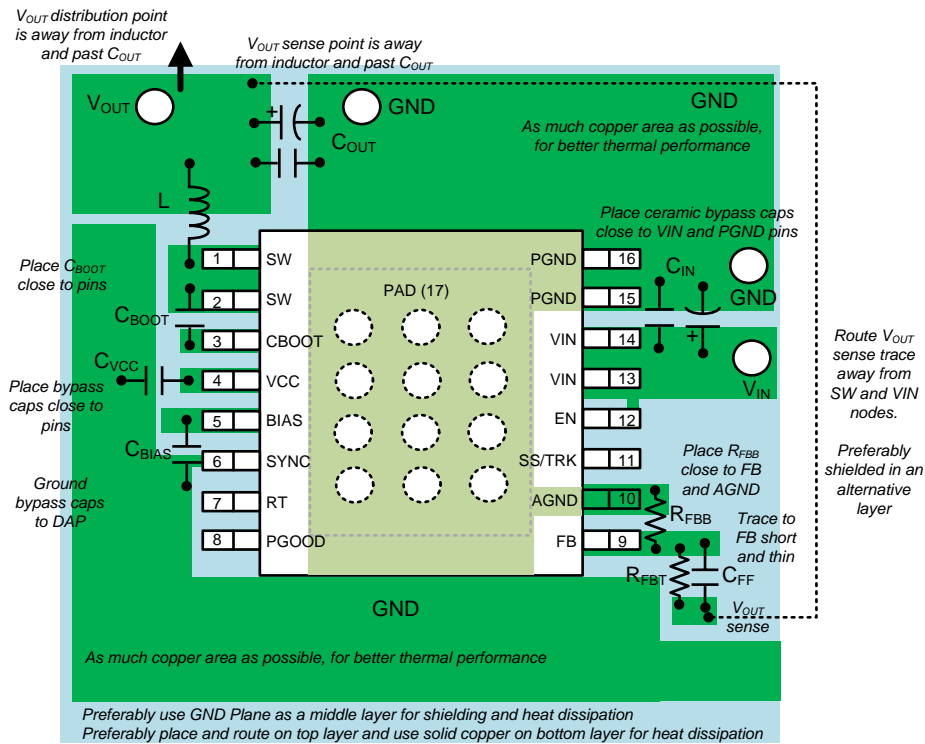 VOUT distribution point
is away from inductor
and past COUT
VOUT sense point is away
from inductor and past COUT
VOUT
+
COUT
GND
GND
As much copper area as possible,
for better thermal performance
L
Place ceramic bypass caps
close to VIN and PGND pins
CIN
+
GND
VIN
Place CBOOT
close to pins
CBOOT
CVCC
Place bypass
caps close to
pins
CBIAS
Ground
bypass caps
to DAP
1 SW
2 SW
3 CBOOT
4 VCC
5 BIAS
6 SYNC
7 RT
8 PGOOD
PAD (17)
PGND 16
PGND 15
VIN 14
VIN 13
EN 12
SS/TRK 11
AGND 10
FB 9
Route VOUT
sense trace
away from
SW and VIN
nodes.
Preferably
shielded in an
alternative
layer
Place RFBB
close to FB
and AGND
RFBB
Trace to
FB short
and thin
RFBT
CFF
VOUT
sense
GND
As much copper area as possible, for better thermal performance
Preferably use GND Plane as a middle layer for shielding and heat dissipation
Preferably place and route on top layer and use solid copper on bottom layer for heat dissipation